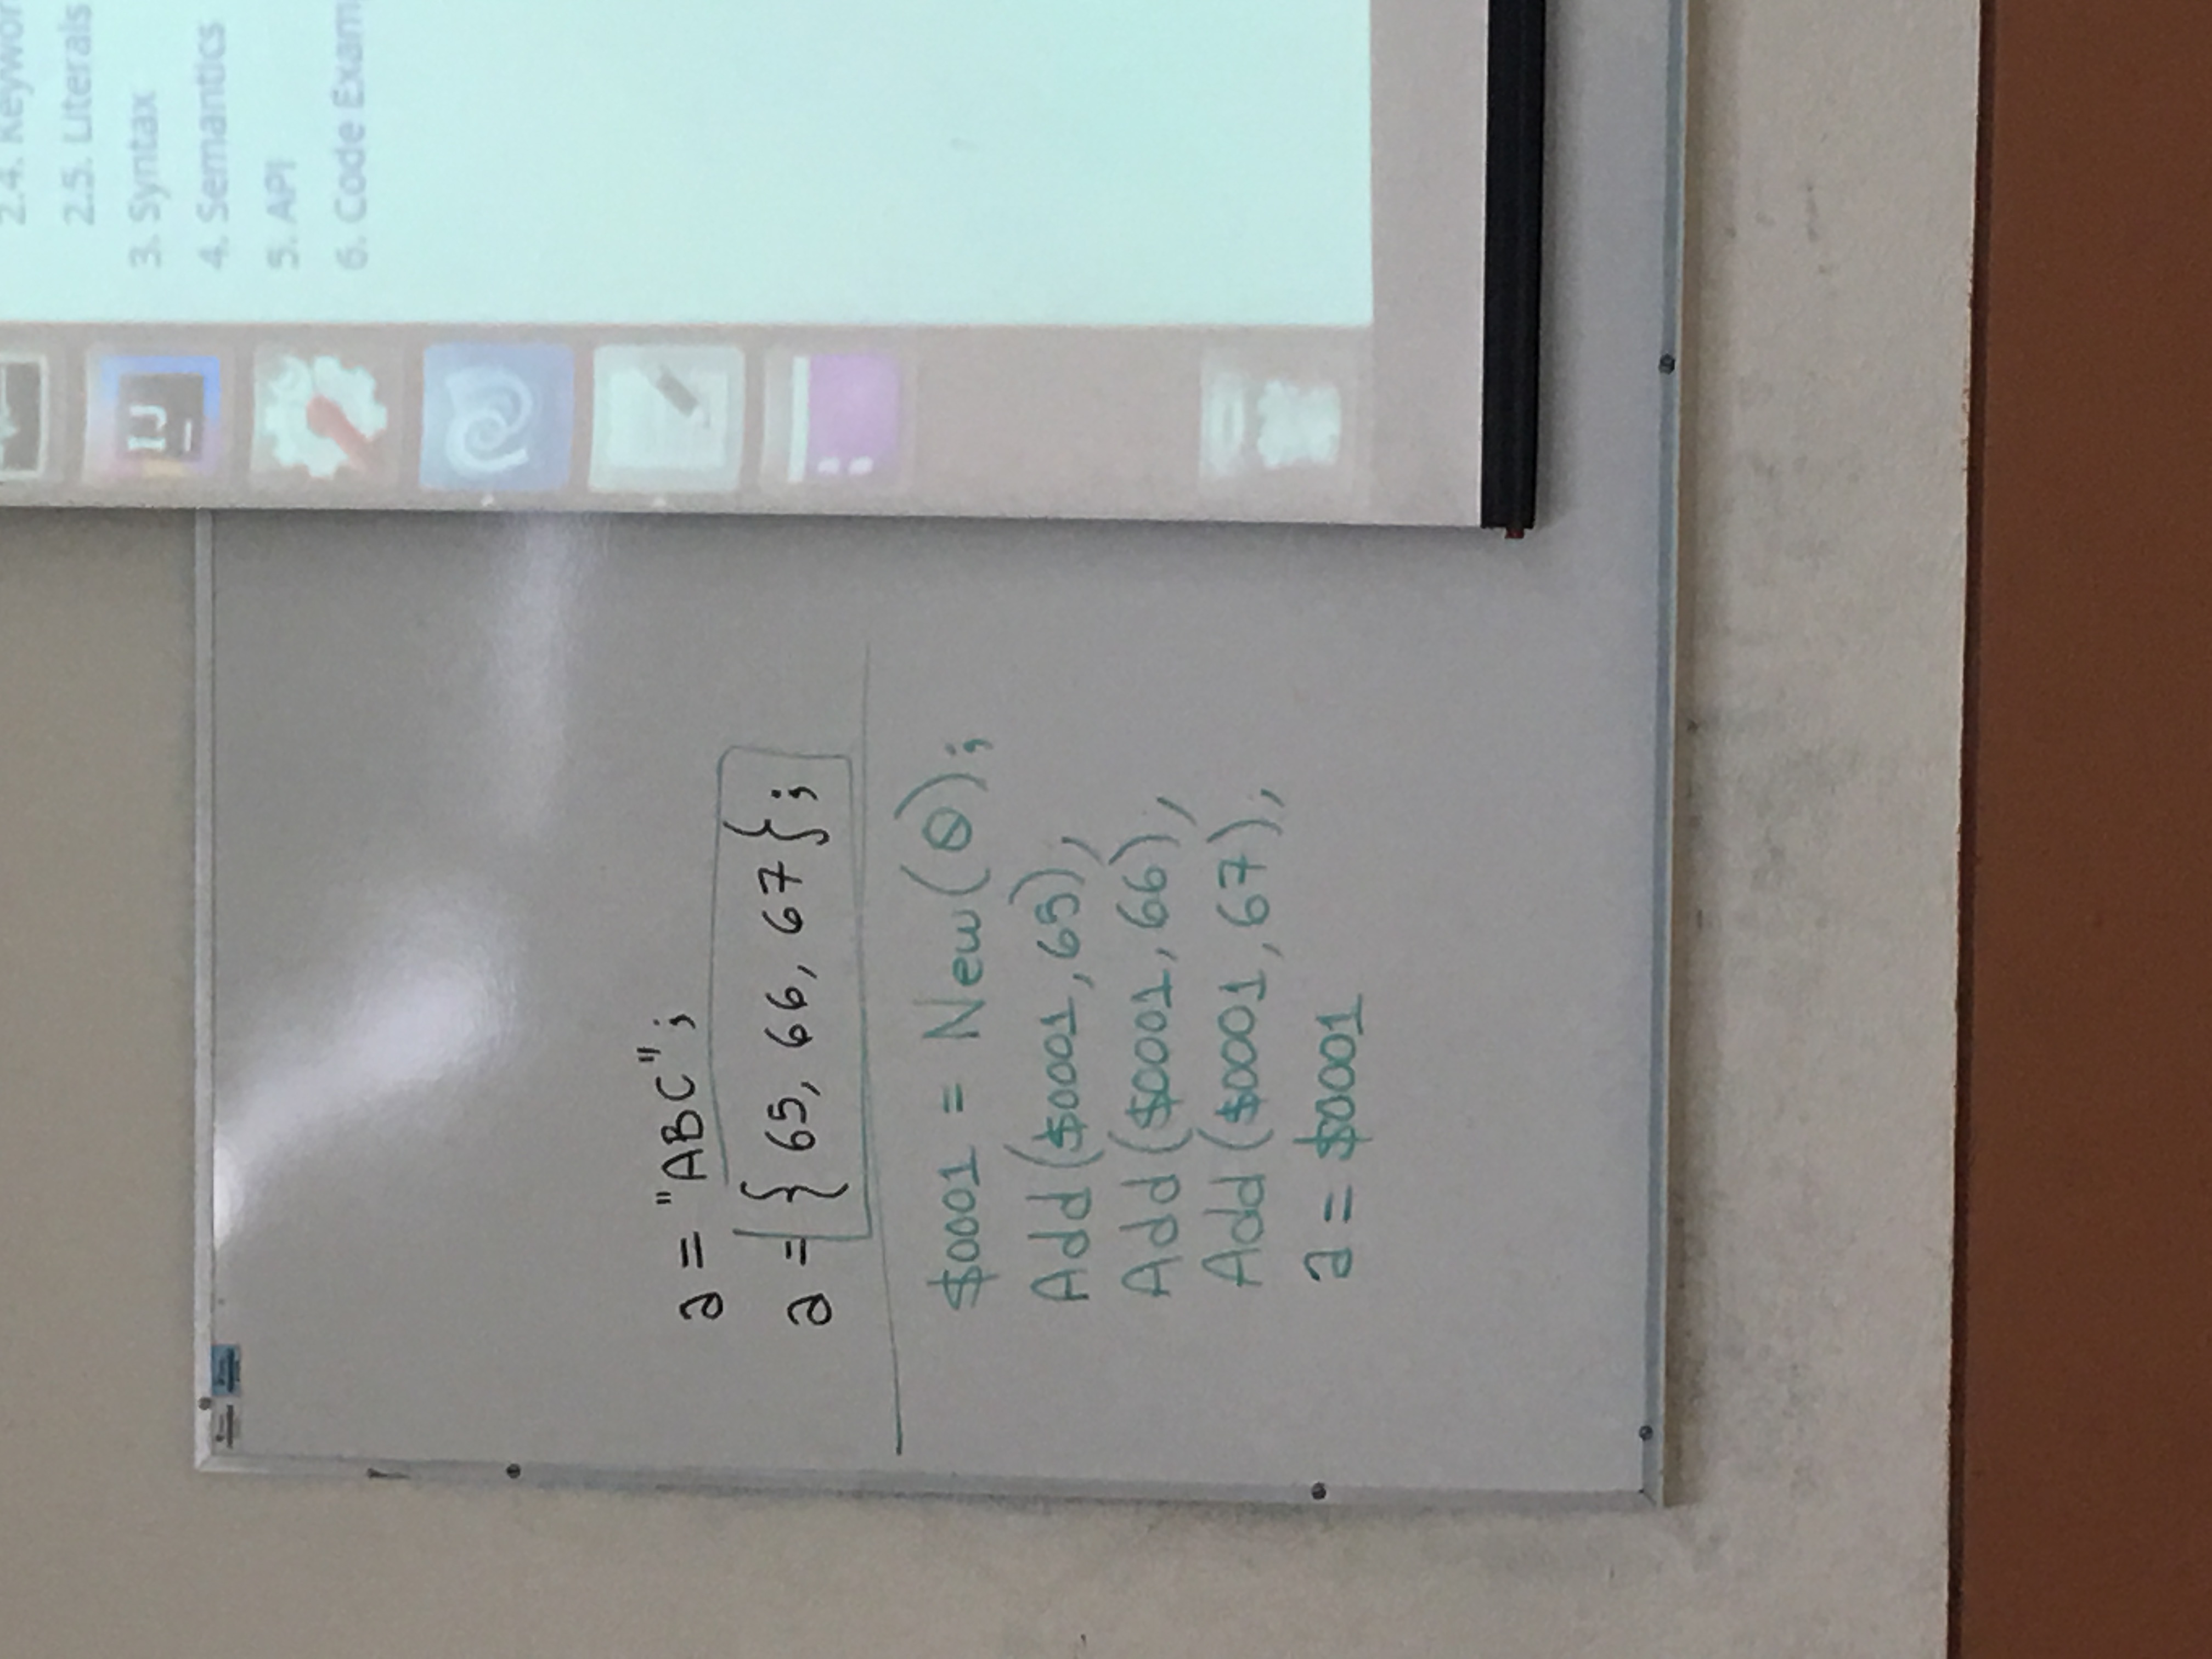 a = "ABC";
a = { 65, 66, 67};
$0001 = New(0);
Add($0001,65),
Add($0001,66),
Add($0001,67),
a = $0001
2.4. Keywor
2.5. Literals
3. Syntax
4. Semantics
5. API
6. Code Exam
IJ